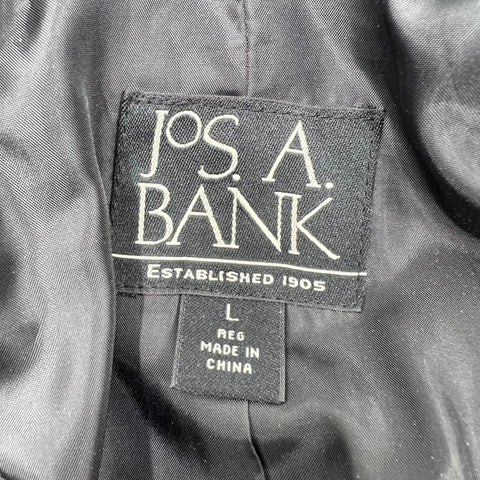 JOS. A.
BANK
ESTABLISHED 1905
L
REG
MADE IN
CHINA